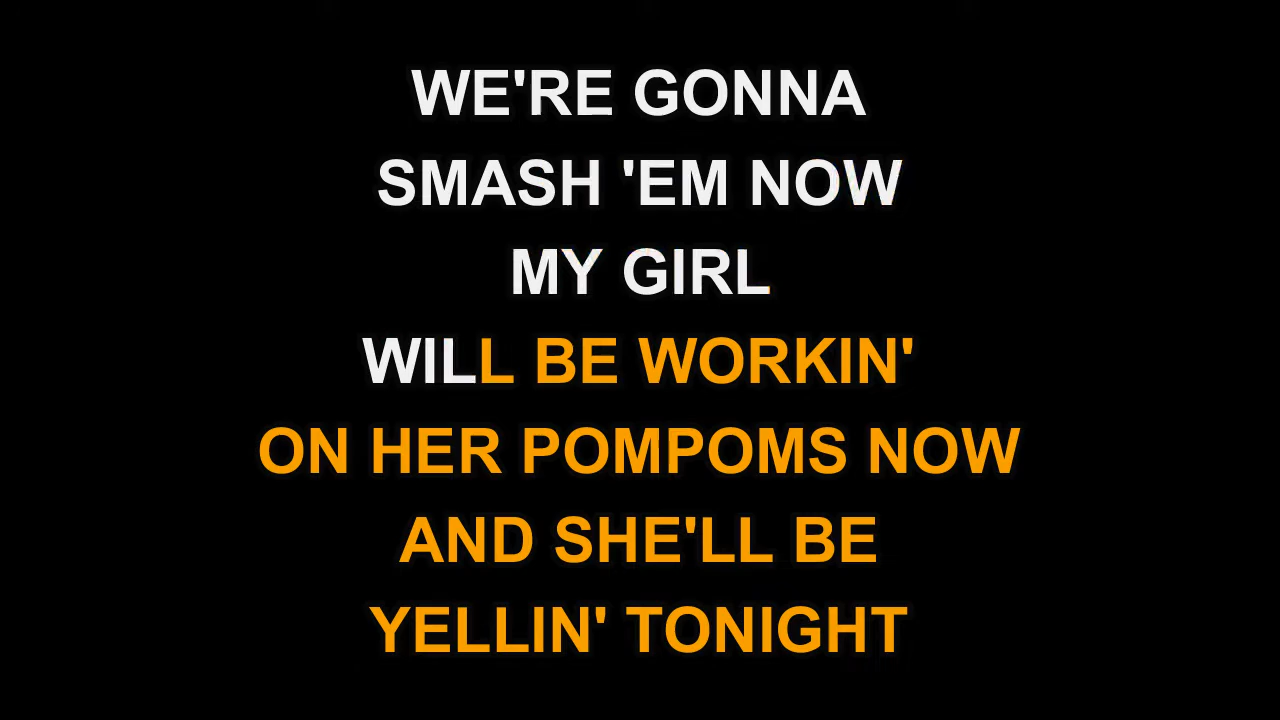 WE'RE GONNA
SMASH 'EM NOW
MY GIRL
WILL BE WORKIN'
ON HER POMPOMS NOW
AND SHE'LL BE
YELLIN' TONIGHT